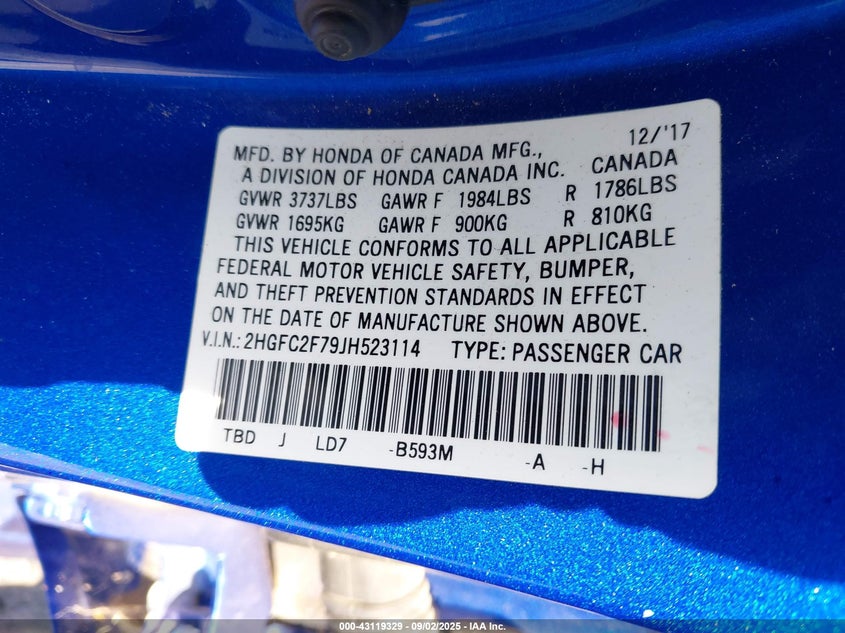 12/'17
MFD. BY HONDA OF CANADA MFG.,
A DIVISION OF HONDA CANADA INC. CANADA
GVWR 3737LBS GAWR F 1984LBS R 1786LBS
GVWR 1695KG GAWR F 900KG R 810KG
THIS VEHICLE CONFORMS TO ALL APPLICABLE
FEDERAL MOTOR VEHICLE SAFETY, BUMPER,
AND THEFT PREVENTION STANDARDS IN EFFECT
ON THE DATE OF MANUFACTURE SHOWN ABOVE.
V.I.N.: 2HGFC2F79JH523114 TYPE: PASSENGER CAR
TBD J LD7 -B593M -A -H
000-43119329 - 09/02/2025 - IAA Inc.